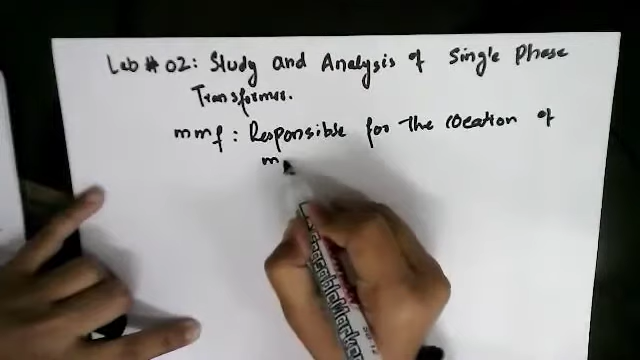 Lab # 02: Study and Analysis of Single Phase
Transformer.
mmf: Responsible for The creation of
m